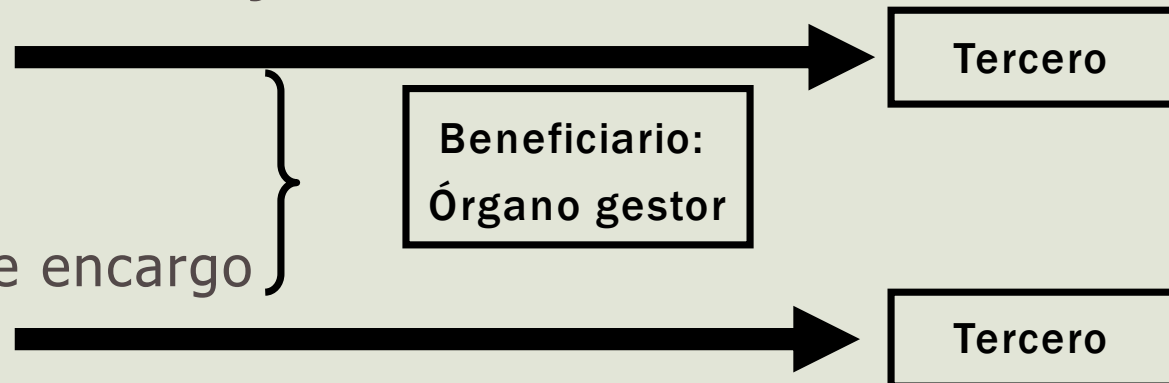 Tercero
Beneficiario:
Órgano gestor
encargo
Tercero